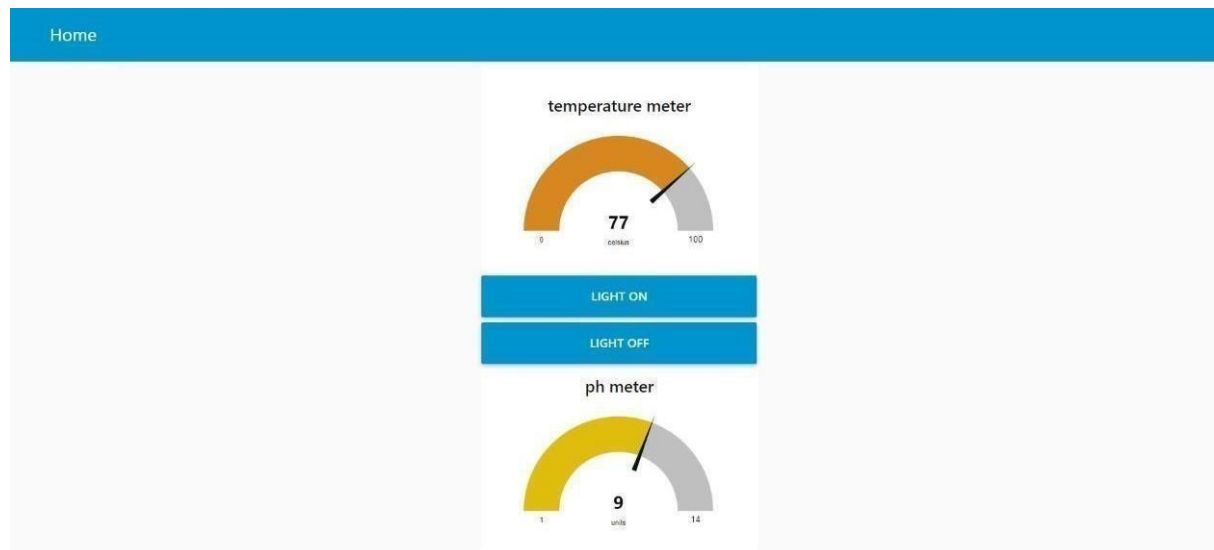 Home
temperature meter
77
0 celsius 100
LIGHT ON
LIGHT OFF
ph meter
9
1 units 14